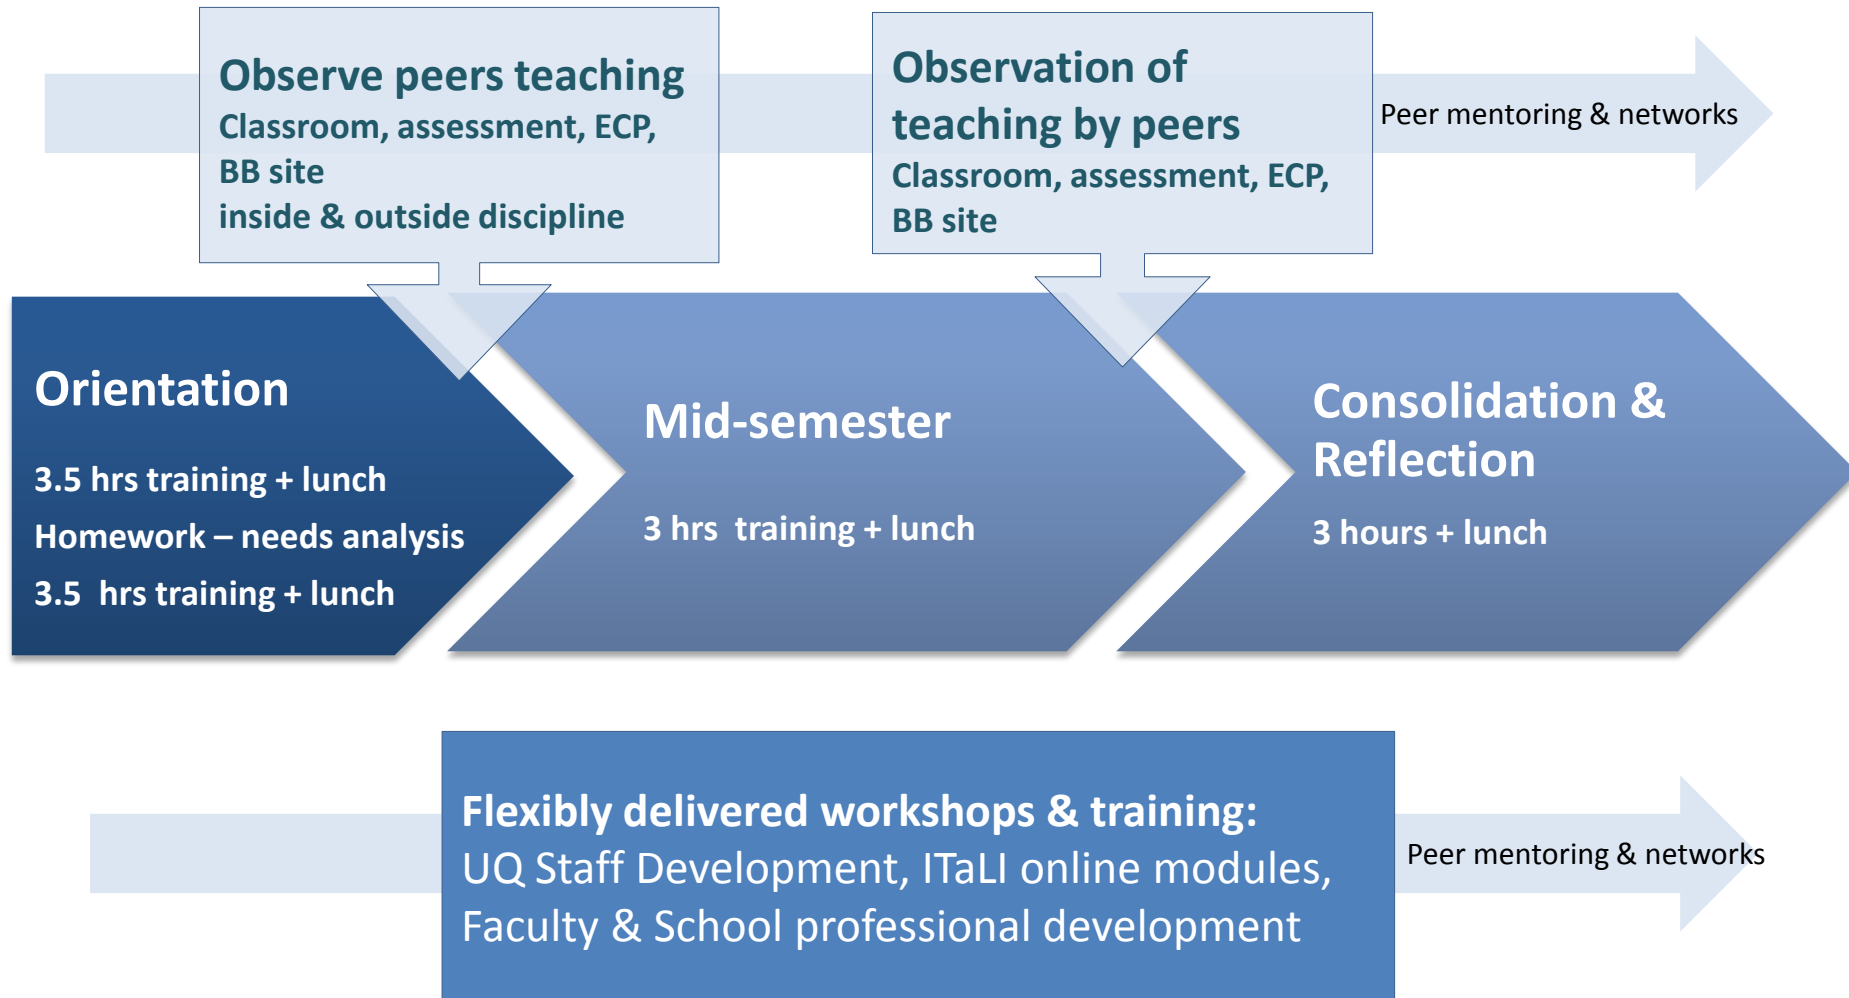 Observe peers teaching
Classroom, assessment, ECP,
BB site
inside & outside discipline
Observation of
teaching by peers
Classroom, assessment, ECP,
BB site
Peer mentoring & networks
Orientation
3.5 hrs training + lunch
Homework – needs analysis
3.5 hrs training + lunch
Mid-semester
3 hrs training + lunch
Consolidation &
Reflection
3 hours + lunch
Flexibly delivered workshops & training:
UQ Staff Development, ITaLI online modules,
Faculty & School professional development
Peer mentoring & networks